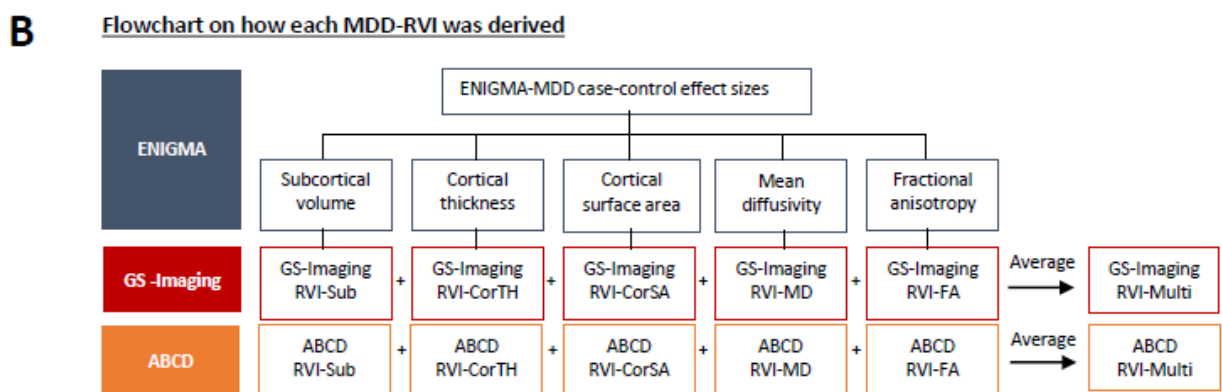 B
Flowchart on how each MDD-RVI was derived
ENIGMA-MDD case-control effect sizes
ENIGMA
Subcortical
volume
Cortical
thickness
Cortical
surface area
Mean
diffusivity
Fractional
anisotropy
GS -Imaging
GS-Imaging
RVI-Sub
+
GS-Imaging
RVI-CorTH
+
GS-Imaging
RVI-CorSA
+
GS-Imaging
RVI-MD
+
GS-Imaging
RVI-FA
Average
GS-Imaging
RVI-Multi
ABCD
ABCD
RVI-Sub
+
ABCD
RVI-CorTH
+
ABCD
RVI-CorSA
+
ABCD
RVI-MD
+
ABCD
RVI-FA
Average
ABCD
RVI-Multi